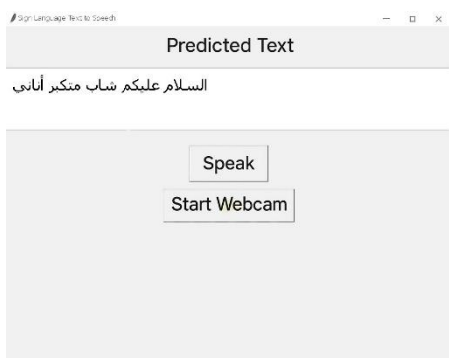 Sign Language Text to Speech
Predicted Text
السلام عليكم شاب متكبر أناني
Speak
Start Webcam